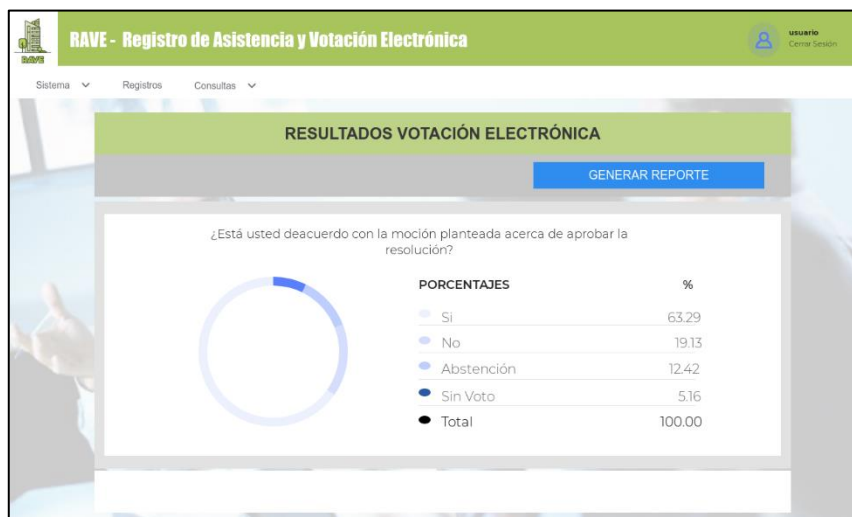 RAVE - Registro de Asistencia y Votación Electrónica
usuario
Cerrar Sesión
RAVE
Sistema Registros Consultas
RESULTADOS VOTACIÓN ELECTRÓNICA
GENERAR REPORTE
¿Está usted deacuerdo con la moción planteada acerca de aprobar la
resolución?
PORCENTAJES %
Si 63.29
No 19.13
Abstención 12.42
Sin Voto 5.16
Total 100.00